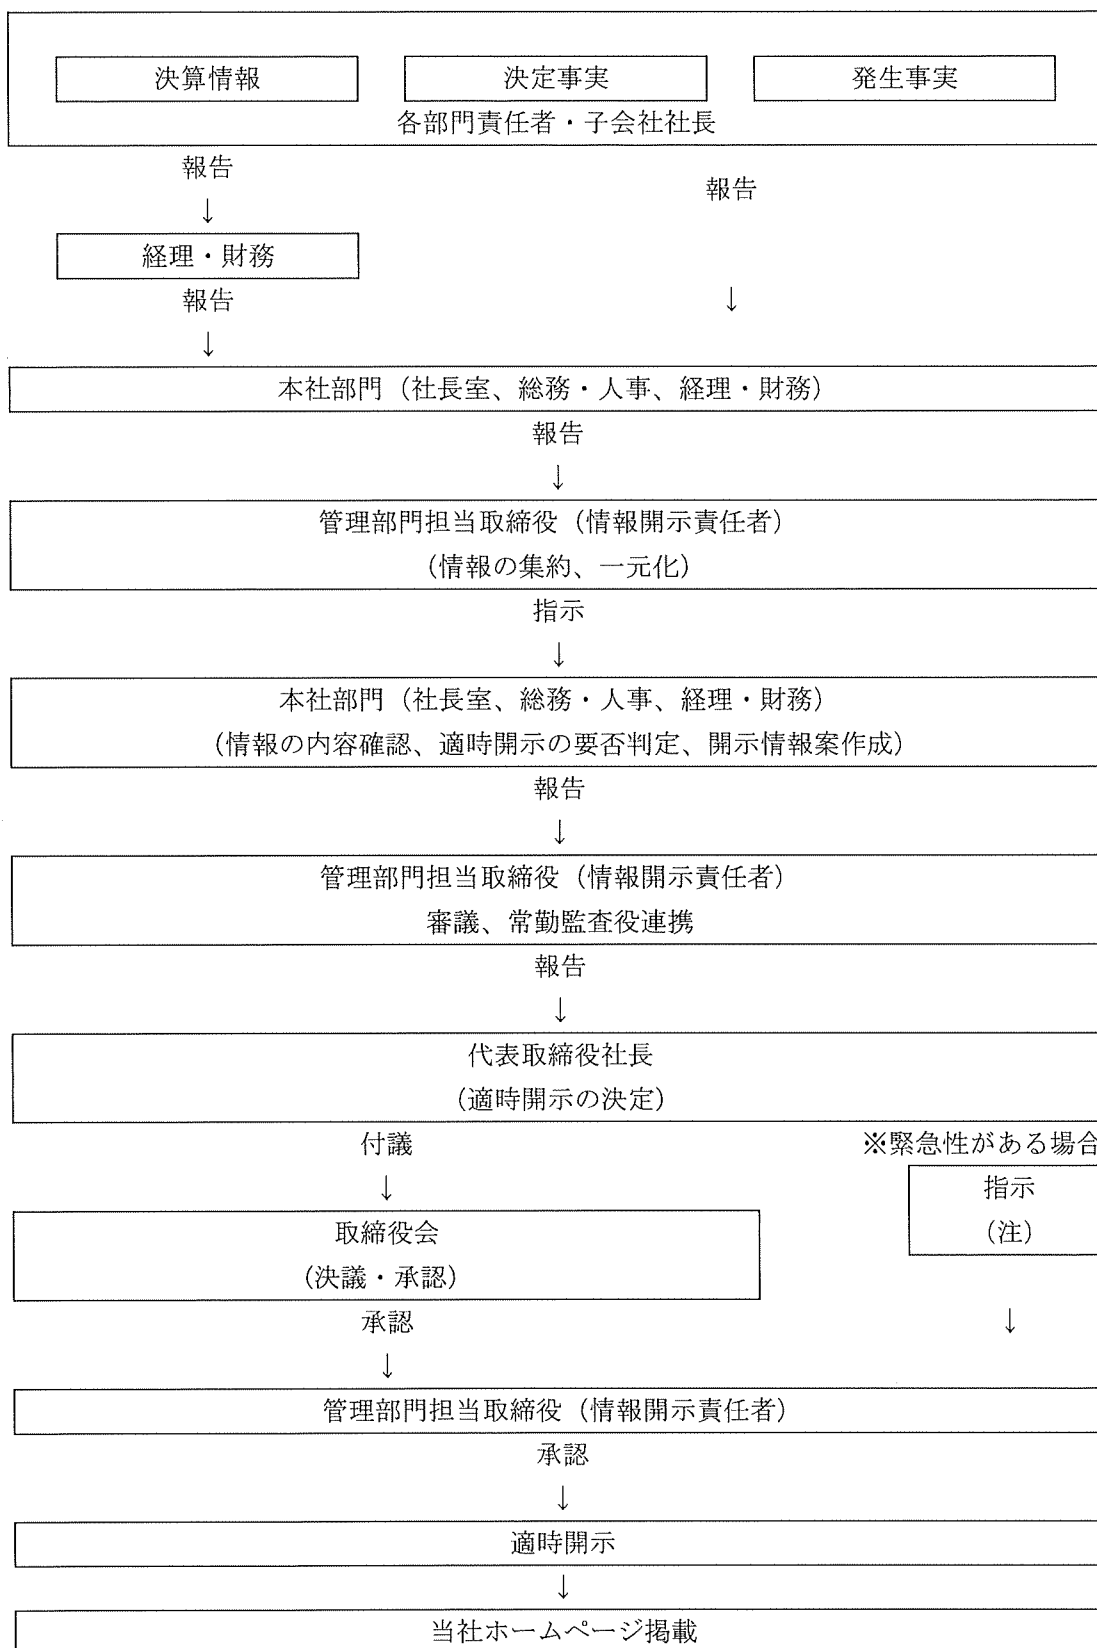 決算情報
決定事実
発生事実
各部門責任者・子会社社長
報告
報告
↓
経理・財務
報告
↓
↓
本社部門（社長室、総務・人事、経理・財務）
報告
↓
管理部門担当取締役（情報開示責任者）
（情報の集約、一元化）
指示
↓
本社部門（社長室、総務・人事、経理・財務）
（情報の内容確認、適時開示の要否判定、開示情報案作成）
報告
↓
管理部門担当取締役（情報開示責任者）
審議、常勤監査役連携
報告
↓
代表取締役社長
（適時開示の決定）
付議
※緊急性がある場合
↓
指示
（注）
取締役会
（決議・承認）
承認
↓
↓
管理部門担当取締役（情報開示責任者）
承認
↓
適時開示
↓
当社ホームページ掲載